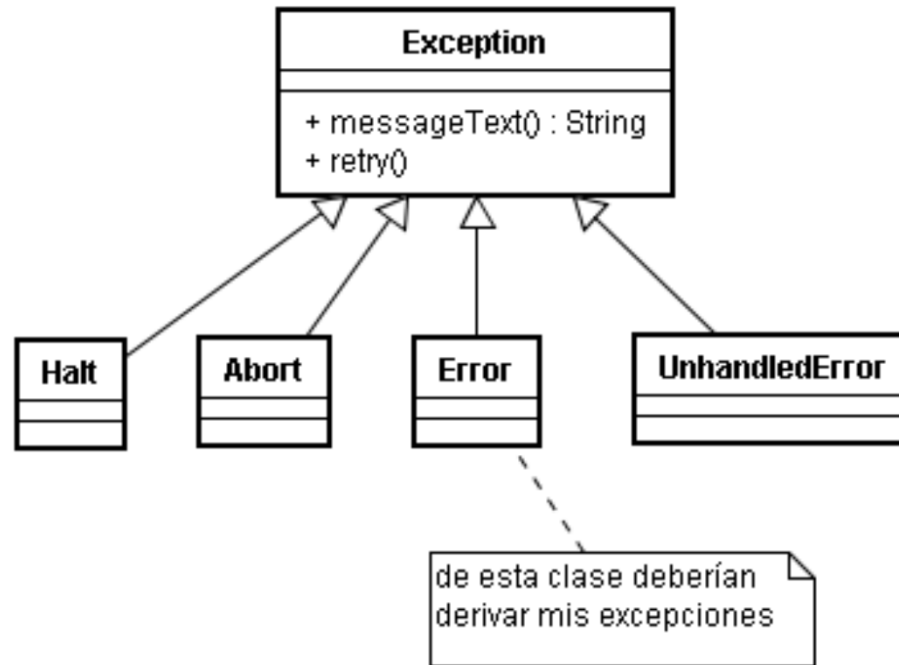 Exception
+ messageText() : String
+ retry()
Halt
Abort
Error
UnhandledError
de esta clase deberían
derivar mis excepciones